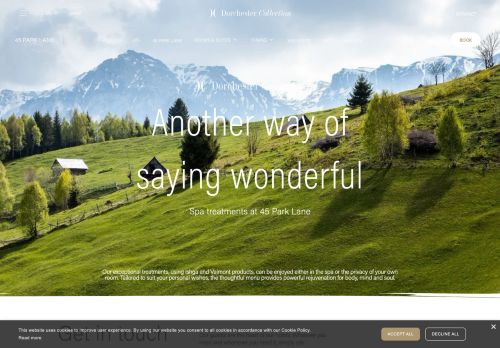 Dorchester Collection
45 PARK LANE
BOOK
Dorchester
Another way of
saying wonderful
Spa treatments at 45 Park Lane
Our exceptional treatments, using ishga and Valmont products, can be enjoyed either in the spa or the privacy of your own
room. Tailored to suit your personal wishes, the thoughtful menu provides powerful rejuvenation for body, mind and soul.
Get in touch
This website uses cookies to improve user experience. By using our website you consent to all cookies in accordance with our Cookie Policy.
Read more
ACCEPT ALL
DECLINE ALL